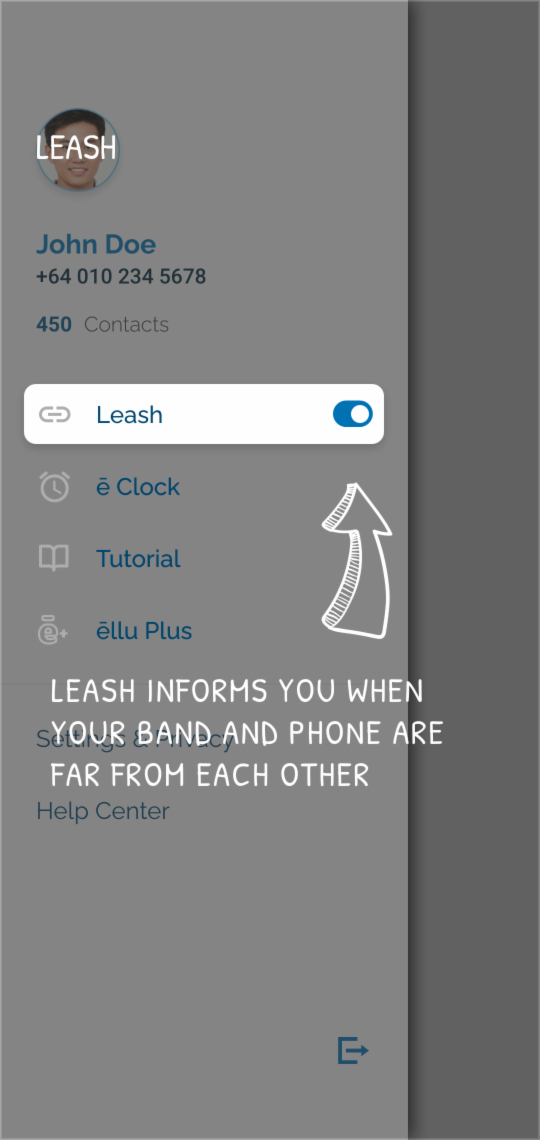 LEASH
John Doe
+64 010 234 5678
450 Contacts
Leash
ē Clock
Tutorial
ēllu Plus
LEASH INFORMS YOU WHEN
YOUR BAND AND PHONE ARE
Settings & Privacy
FAR FROM EACH OTHER
Help Center